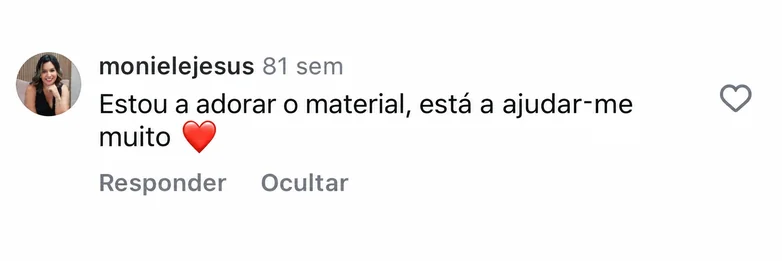 monielejesus 81 sem
Estou a adorar o material, está a ajudar-me
muito ❤️
Responder Ocultar